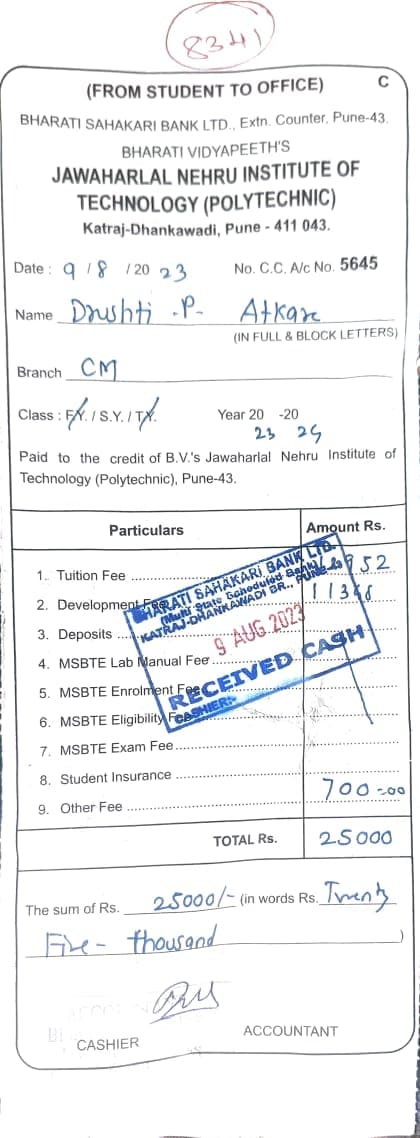 8341
(FROM STUDENT TO OFFICE) C
BHARATI SAHAKARI BANK LTD., Extn. Counter, Pune-43.
BHARATI VIDYAPEETH'S
JAWAHARLAL NEHRU INSTITUTE OF
TECHNOLOGY (POLYTECHNIC)
Katraj-Dhankawadi, Pune - 411 043.
Date : 9 / 8 / 20 23 No. C.C. A/c No. 5645
Name Drushti .P. Atkare
(IN FULL & BLOCK LETTERS)
Branch CM
Class : F.Y. / S.Y. / T.Y. Year 20 -20
23 24
Paid to the credit of B.V.'s Jawaharlal Nehru Institute of
Technology (Polytechnic), Pune-43.
Particulars Amount Rs.
1. Tuition Fee 952
2. Development Fee 11348
3. Deposits
4. MSBTE Lab Manual Fee
5. MSBTE Enrolment Fee
6. MSBTE Eligibility Fee
7. MSBTE Exam Fee
8. Student Insurance
9. Other Fee 700-00
BHARATI SAHAKARI BANK LTD.
(Multi State Scheduled Bank)
KATRAJ-DHANKAWADI BR., PUNE
9 AUG 2023
RECEIVED CASH
CASHIER:-
TOTAL Rs. 25000
The sum of Rs. 25000/- (in words Rs. Twenty
Five - thousand )
CASHIER ACCOUNTANT